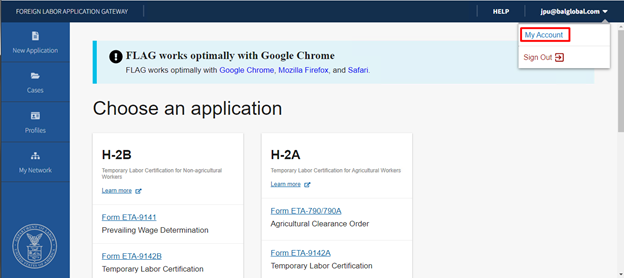 FOREIGN LABOR APPLICATION GATEWAY
HELP
jpu@balglobal.com
My Account
Sign Out
New Application
Cases
Profiles
My Network
FLAG works optimally with Google Chrome
FLAG works optimally with Google Chrome, Mozilla Firefox, and Safari.
Choose an application
H-2B
Temporary Labor Certification for Non-agricultural
Workers
Learn more
Form ETA-9141
Prevailing Wage Determination
Form ETA-9142B
Temporary Labor Certification
H-2A
Temporary Labor Certification for Agricultural Workers
Learn more
Form ETA-790/790A
Agricultural Clearance Order
Form ETA-9142A
Temporary Labor Certification